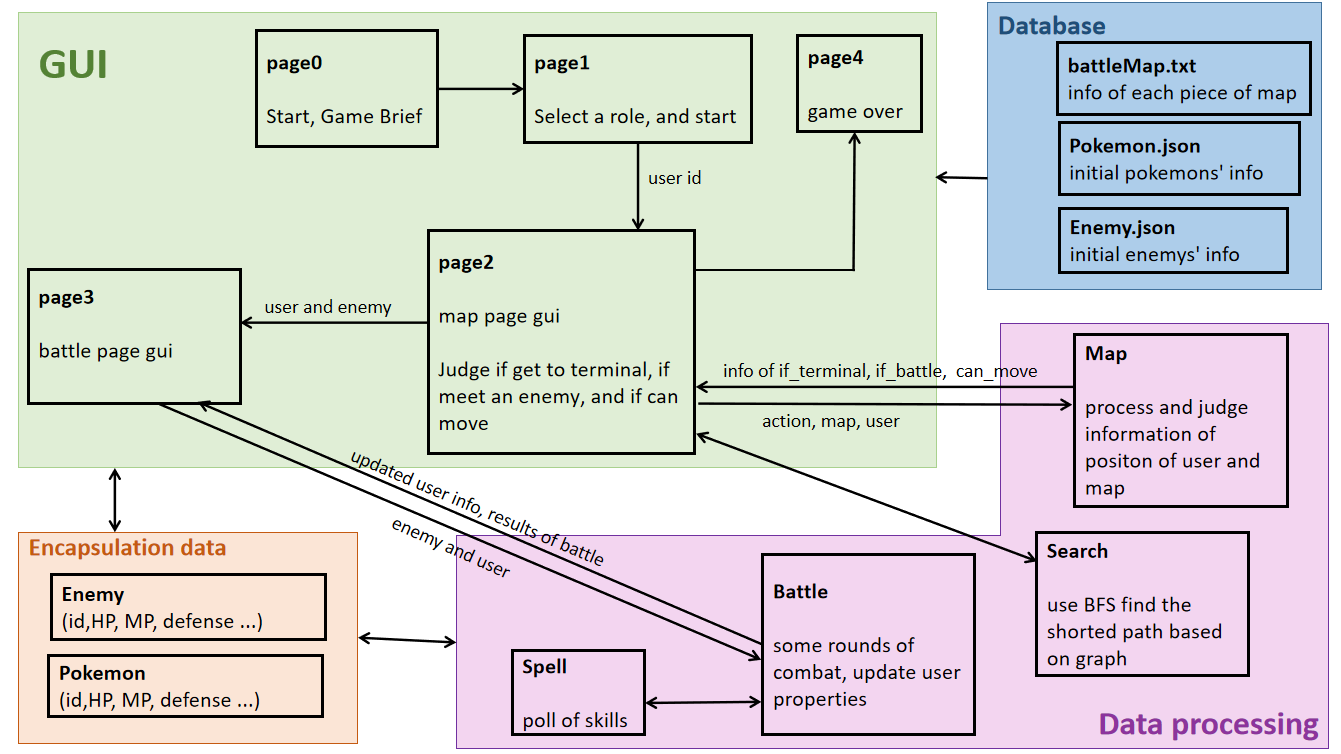 GUI
page0
Start, Game Brief
page1
Select a role, and start
page4
game over
user id
page2
map page gui
Judge if get to terminal, if
meet an enemy, and if can
move
user and enemy
page3
battle page gui
Database
battleMap.txt
info of each piece of map
Pokemon.json
initial pokemons' info
Enemy.json
initial enemys' info
info of if_terminal, if_battle, can_move
action, map, user
Map
process and judge
information of
positon of user and
map
updated user info, results of battle
enemy and user
Encapsulation data
Enemy
(id,HP, MP, defense ...)
Pokemon
(id,HP, MP, defense ...)
Search
use BFS find the
shorted path based
on graph
Battle
some rounds of
combat, update user
properties
Spell
poll of skills
Data processing